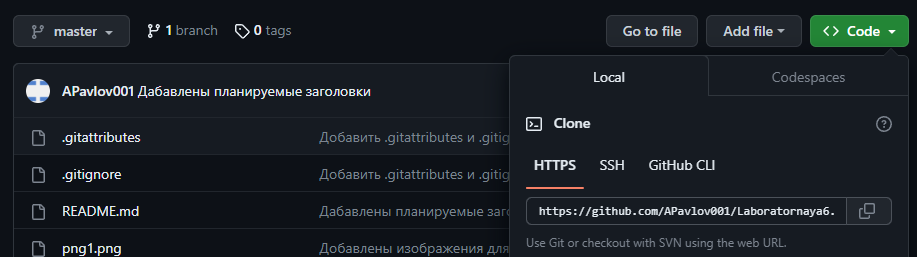 master 1 branch 0 tags Go to file Add file <> Code
Local Codespaces
APavlov001 Дабавлены планируемые заголовки
Clone
.gitattributes Добавить .gitattributes и .gitig
HTTPS SSH GitHub CLI
.gitignore Добавить .gitattributes и .gitig
https://github.com/APavlov001/Laboratornaya6.
README.md Дабавлены планируемые заго
Use Git or checkout with SVN using the web URL.
png1.png Добавлены изображения для